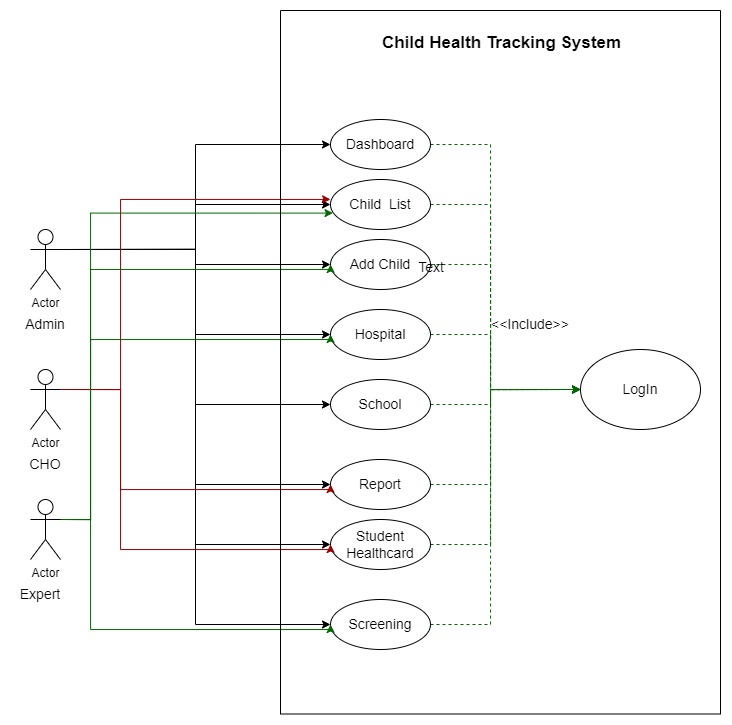 Child Health Tracking System
Dashboard
Child List
Add Child
Text
Hospital
<<Include>>
School
LogIn
Report
Student
Healthcard
Screening
Actor
Admin
Actor
CHO
Actor
Expert